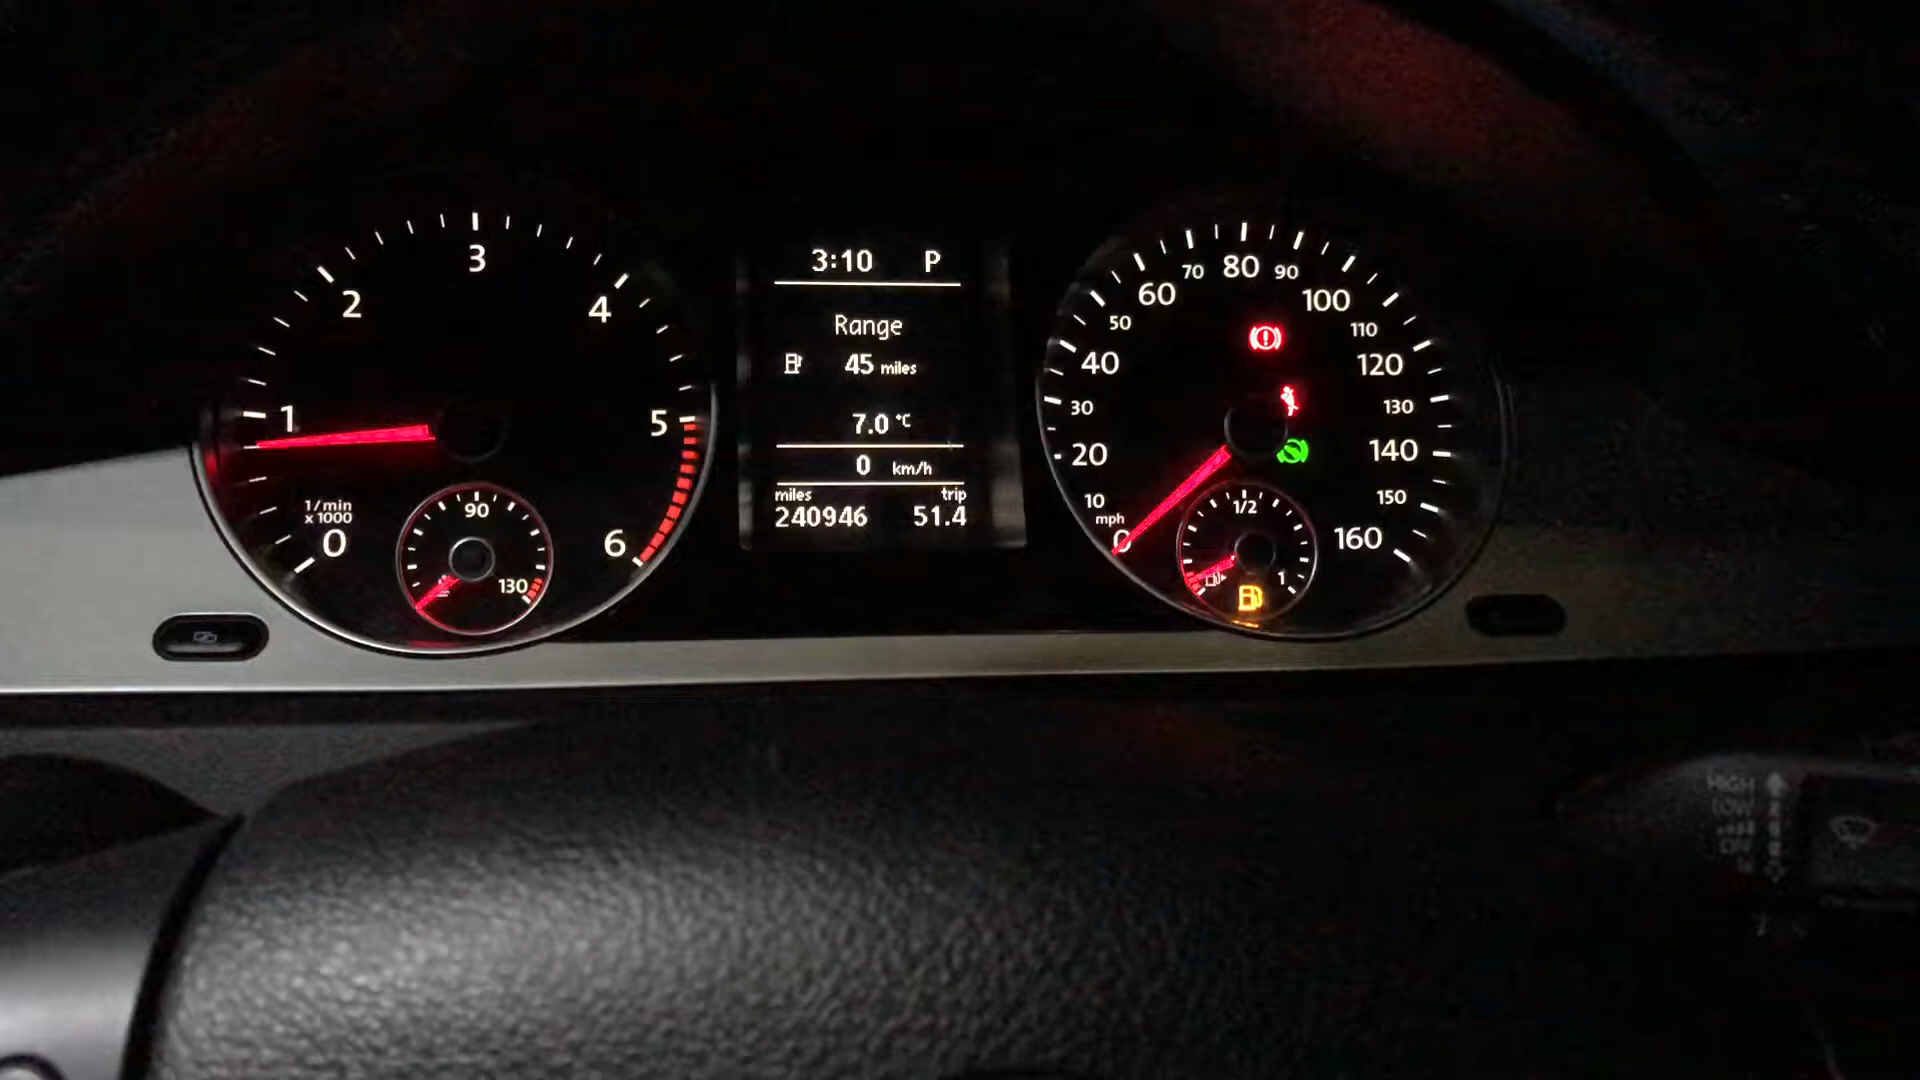 3
2
4
1
5
1/min
x 1000
0
6
90
130
3:10 P
Range
45 miles
7.0 °C
0 km/h
miles trip
240946 51.4
80
70 90
60 100
50 110
40 120
30 130
20 140
10 150
mph
0 160
1/2
1
HIGH
LOW